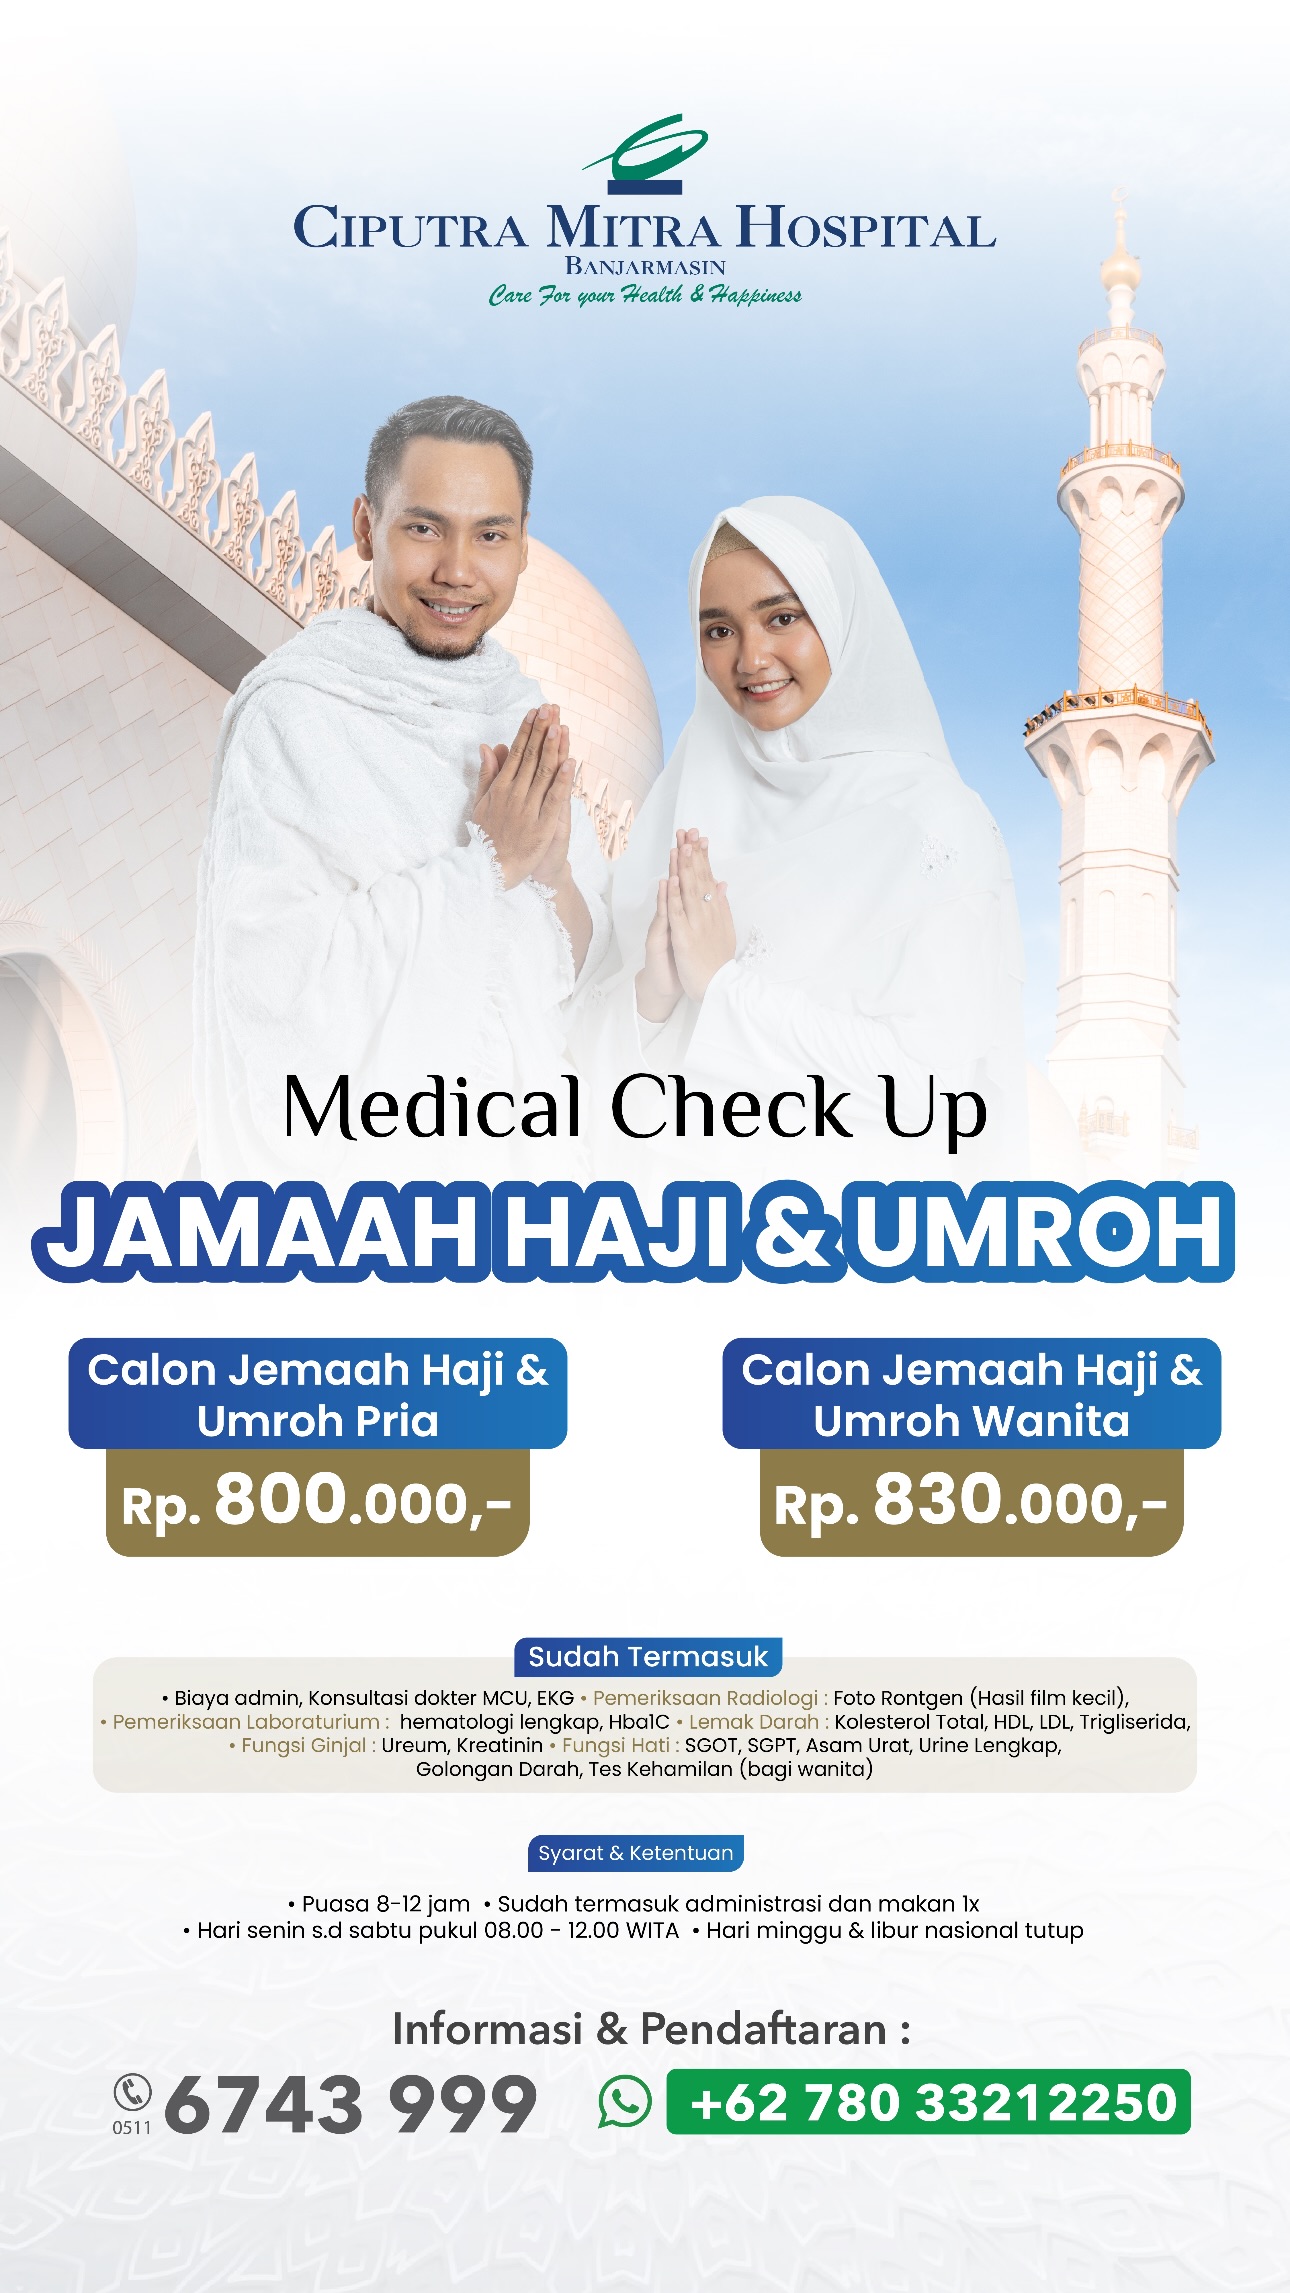 CIPUTRA MITRA HOSPITAL
BANJARMASIN
Care For your Health & Happiness
Medical Check Up
JAMAAH HAJI & UMROH
Calon Jemaah Haji &
Umroh Pria
Rp. 800.000,-
Calon Jemaah Haji &
Umroh Wanita
Rp. 830.000,-
Sudah Termasuk
• Biaya admin, Konsultasi dokter MCU, EKG • Pemeriksaan Radiologi : Foto Rontgen (Hasil film kecil),
• Pemeriksaan Laboraturium : hematologi lengkap, Hba1C • Lemak Darah : Kolesterol Total, HDL, LDL, Trigliserida,
• Fungsi Ginjal : Ureum, Kreatinin • Fungsi Hati : SGOT, SGPT, Asam Urat, Urine Lengkap,
Golongan Darah, Tes Kehamilan (bagi wanita)
Syarat & Ketentuan
• Puasa 8-12 jam • Sudah termasuk administrasi dan makan 1x
• Hari senin s.d sabtu pukul 08.00 - 12.00 WITA • Hari minggu & libur nasional tutup
Informasi & Pendaftaran :
0511 6743 999
+62 780 33212250